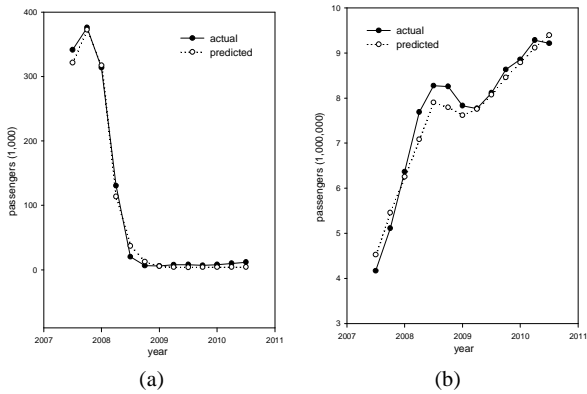 400
300
200
100
0
passengers (1,000)
2007 2008 2009 2010 2011
year
actual
predicted
(a)
10
9
8
7
6
5
4
3
passengers (1,000,000)
2007 2008 2009 2010 2011
year
actual
predicted
(b)